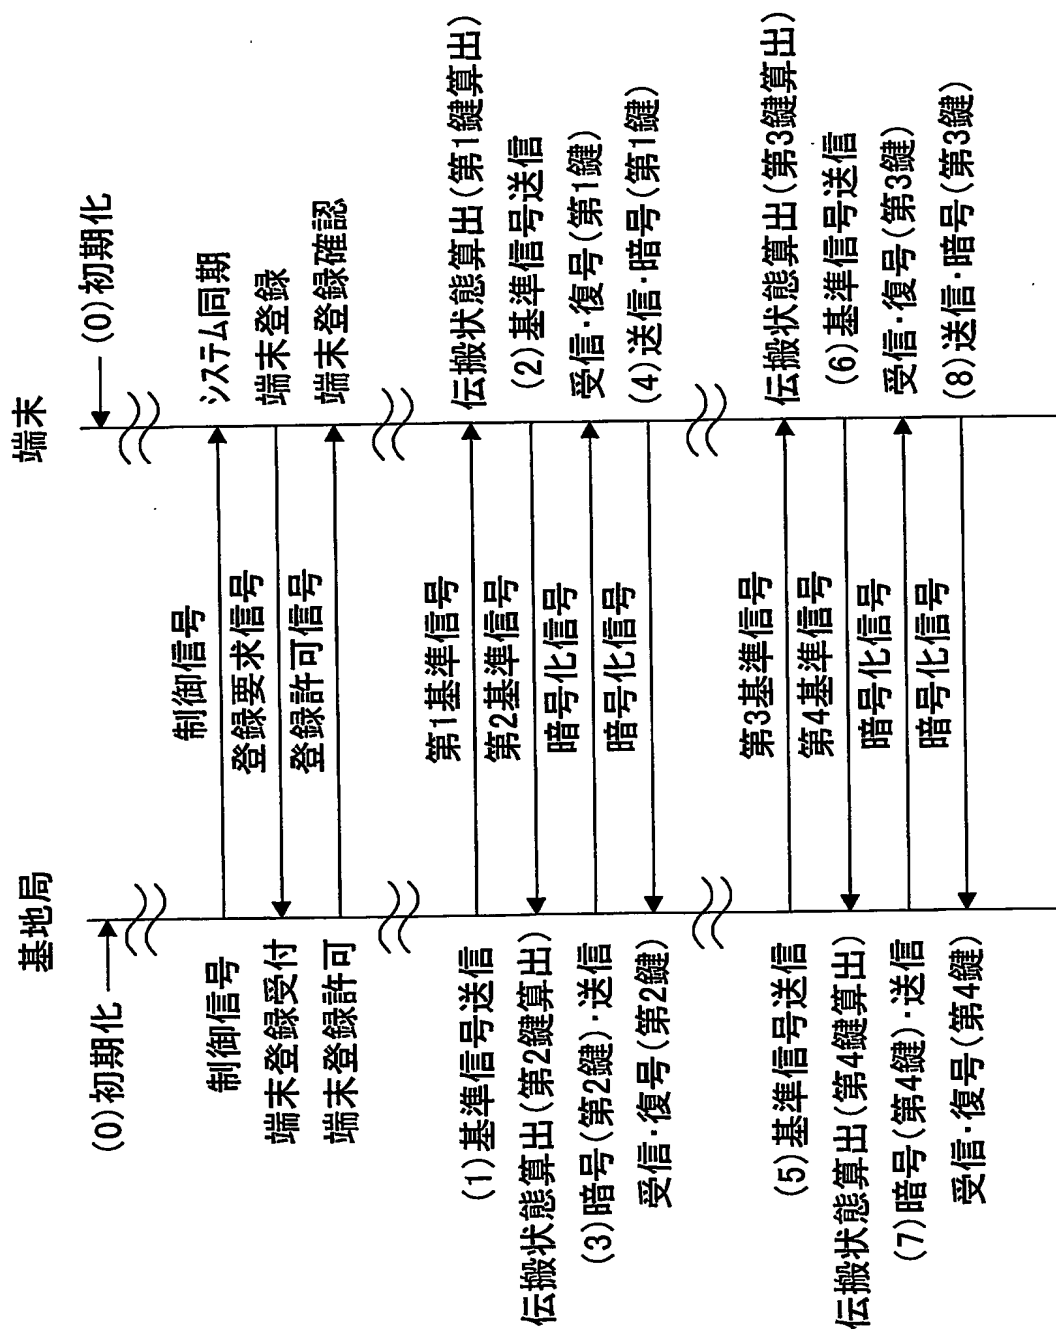 基地局
端末
(0)初期化
(0)初期化
制御信号
制御信号
システム同期
端末登録受付
登録要求信号
端末登録
端末登録許可
登録許可信号
端末登録確認
(1)基準信号送信
第1基準信号
伝搬状態算出(第1鍵算出)
伝搬状態算出(第2鍵算出)
第2基準信号
(2)基準信号送信
(3)暗号(第2鍵)・送信
暗号化信号
受信・復号(第1鍵)
受信・復号(第2鍵)
暗号化信号
(4)送信・暗号(第1鍵)
(5)基準信号送信
第3基準信号
伝搬状態算出(第3鍵算出)
伝搬状態算出(第4鍵算出)
第4基準信号
(6)基準信号送信
(7)暗号(第4鍵)・送信
暗号化信号
受信・復号(第3鍵)
受信・復号(第4鍵)
暗号化信号
(8)送信・暗号(第3鍵)